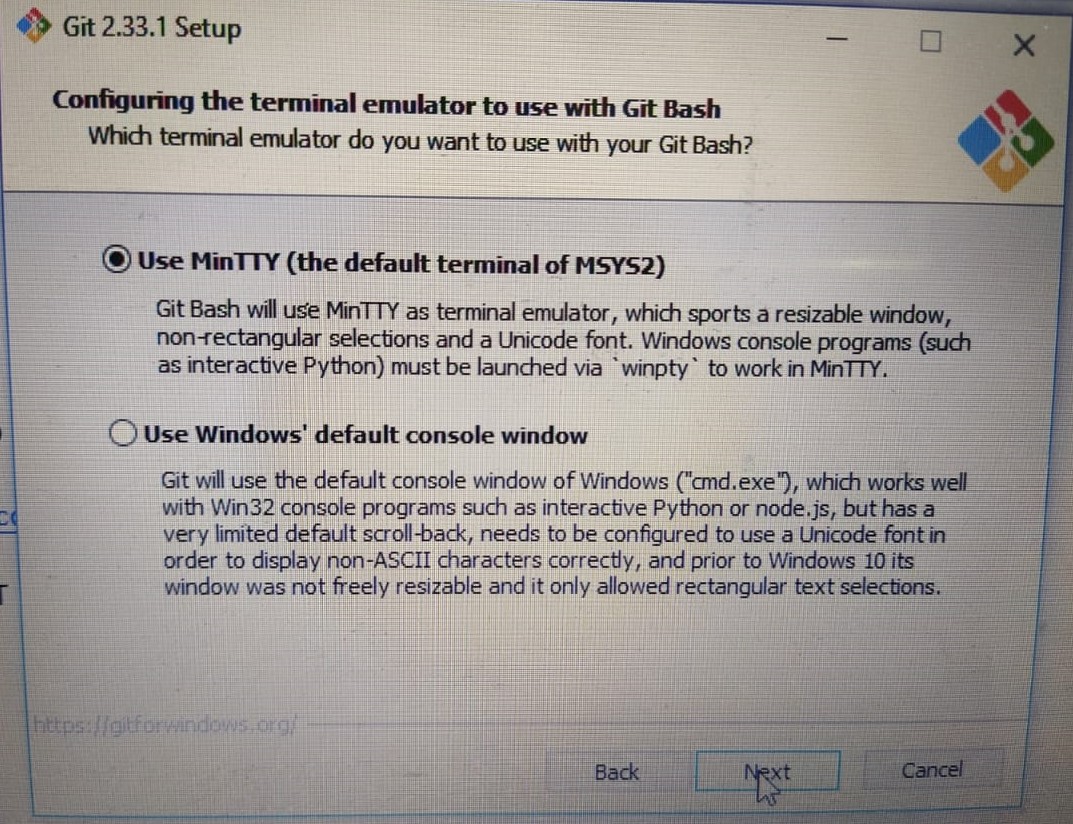 Git 2.33.1 Setup
Configuring the terminal emulator to use with Git Bash
Which terminal emulator do you want to use with your Git Bash?
Use MinTTY (the default terminal of MSYS2)
Git Bash will use MinTTY as terminal emulator, which sports a resizable window,
non-rectangular selections and a Unicode font. Windows console programs (such
as interactive Python) must be launched via `winpty` to work in MinTTY.
Use Windows' default console window
Git will use the default console window of Windows ("cmd.exe"), which works well
with Win32 console programs such as interactive Python or node.js, but has a
very limited default scroll-back, needs to be configured to use a Unicode font in
order to display non-ASCII characters correctly, and prior to Windows 10 its
window was not freely resizable and it only allowed rectangular text selections.
https://gitforwindows.org/
Back Next Cancel